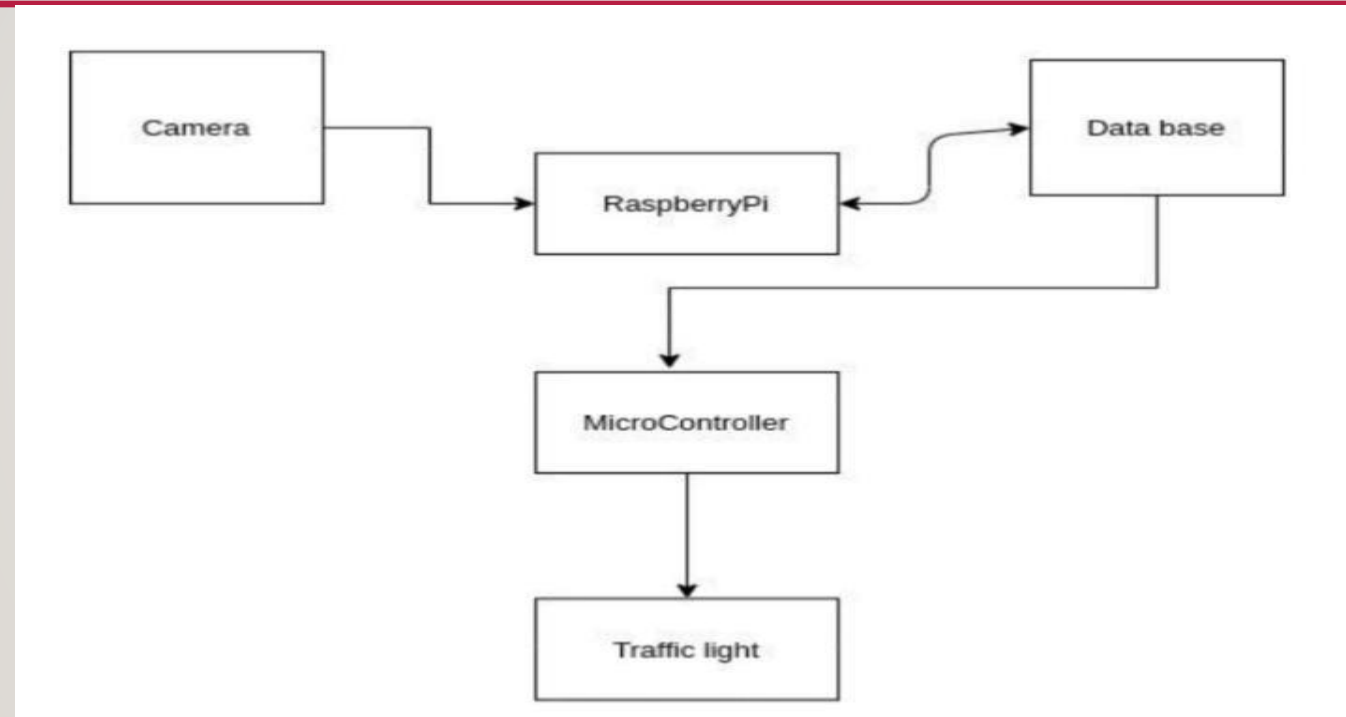 Camera
Data base
RaspberryPi
MicroController
Traffic light